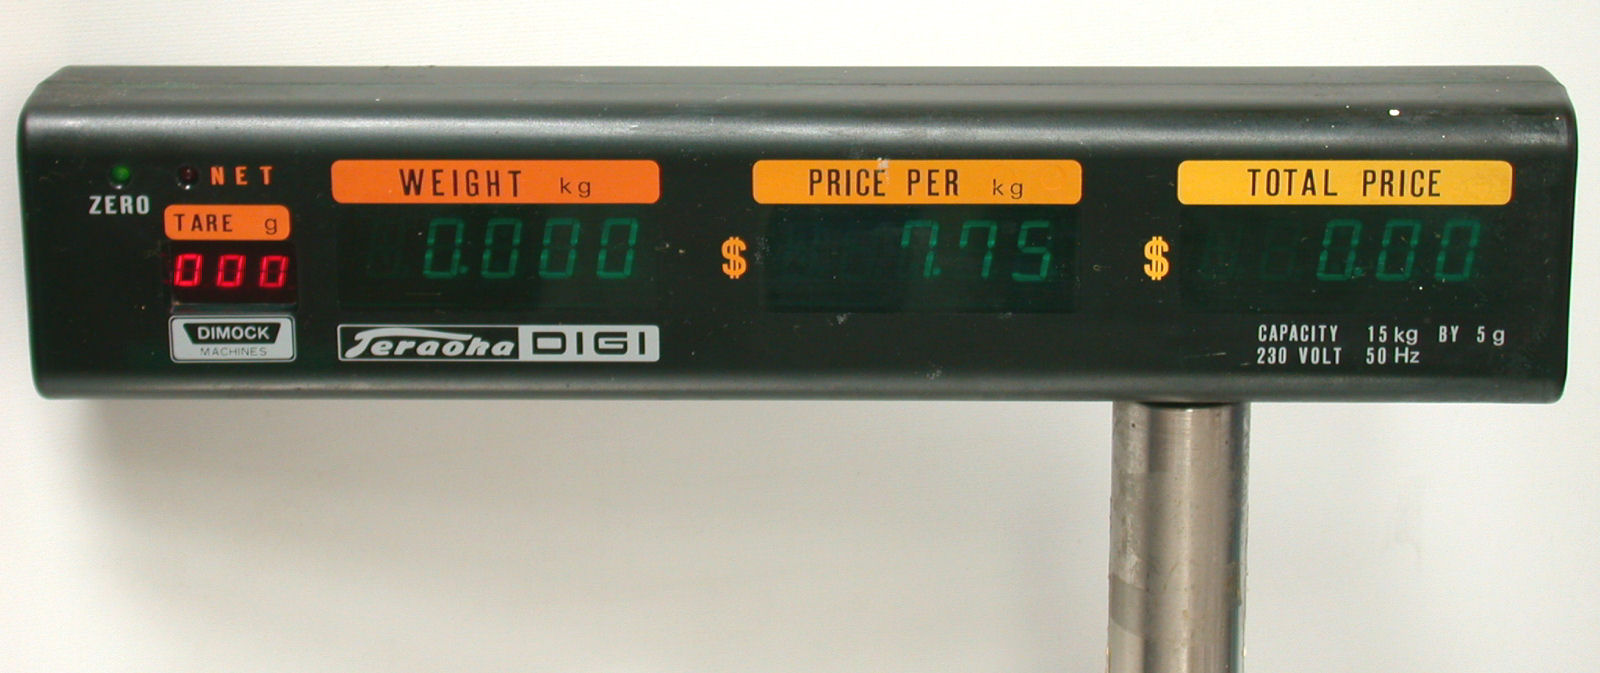 ZERO
NET
TARE g
000
DIMOCK
MACHINES
WEIGHT kg
0.000
Teraoka DIGI
PRICE PER kg
$ 7.75
TOTAL PRICE
$ 0.00
CAPACITY 15kg BY 5g
230 VOLT 50 Hz